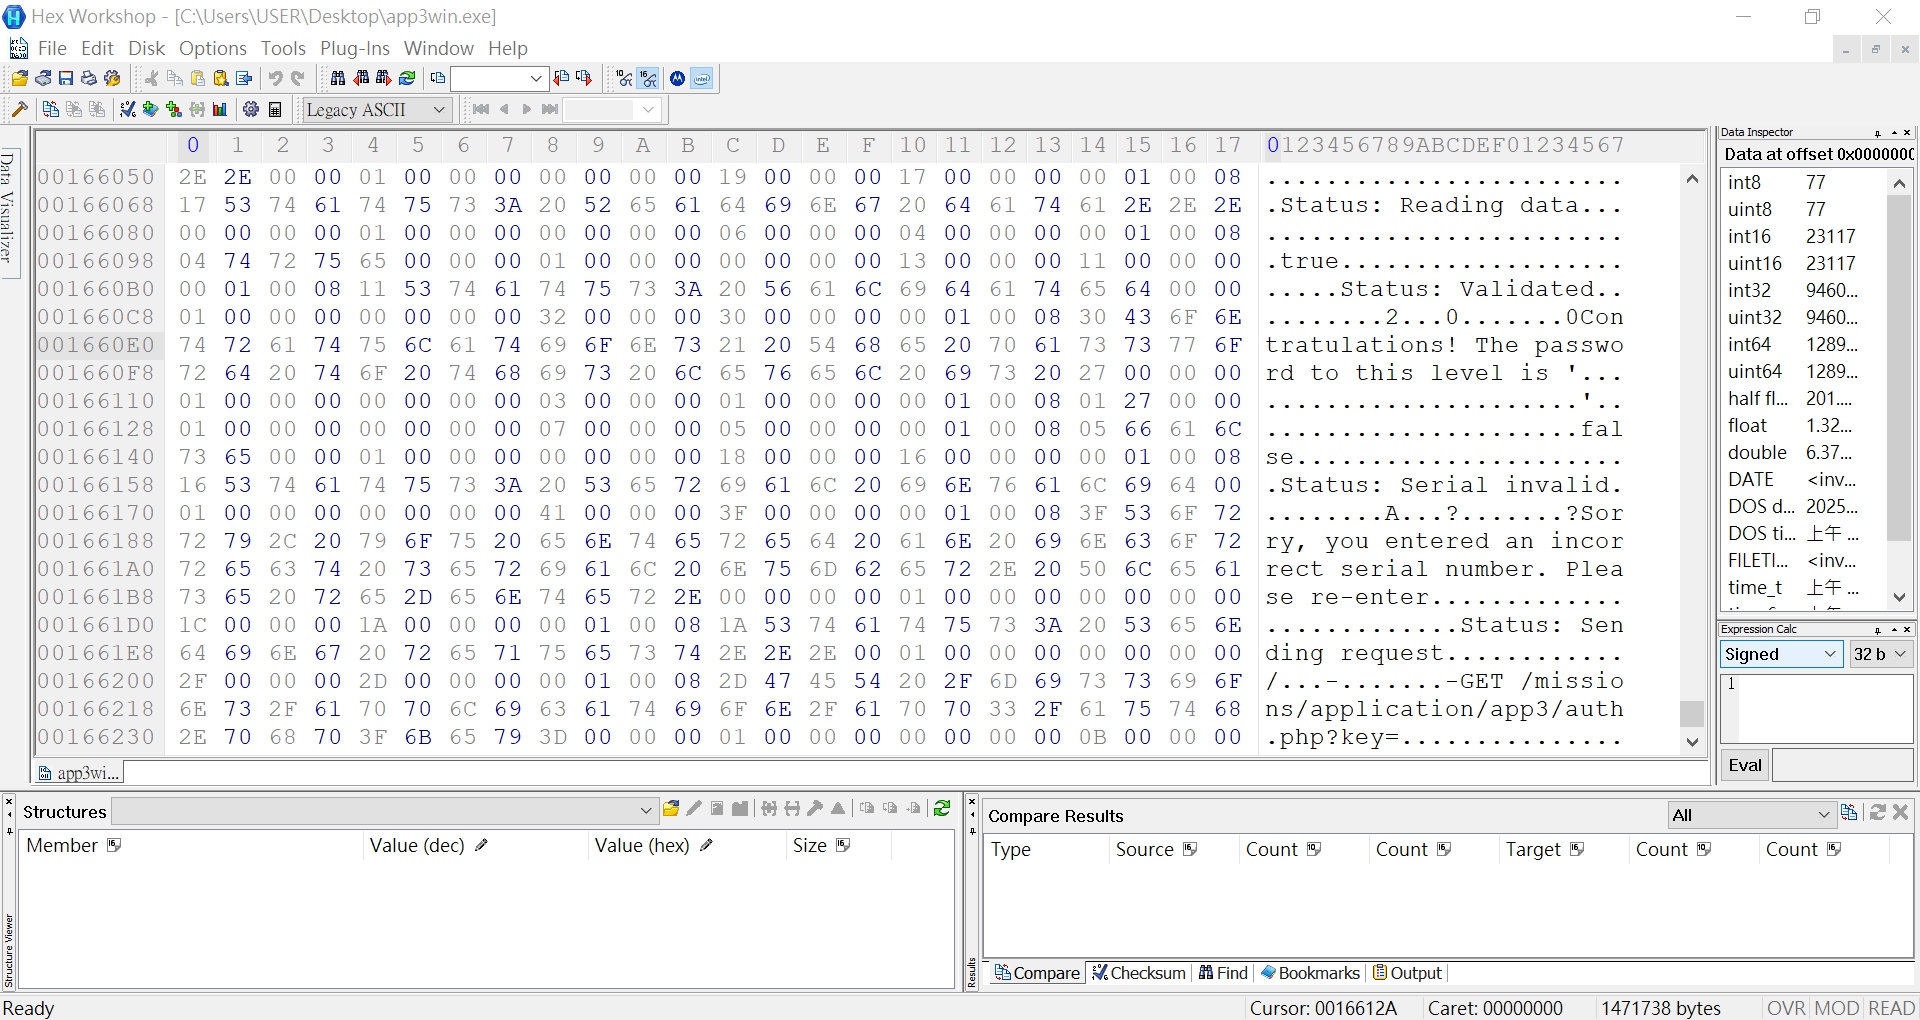 Hex Workshop - [C:\Users\USER\Desktop\app3win.exe]
File Edit Disk Options Tools Plug-Ins Window Help
Legacy ASCII
Data Visualizer
0 1 2 3 4 5 6 7 8 9 A B C D E F 10 11 12 13 14 15 16 17 0123456789ABCDEF01234567
00166050 2E 2E 00 00 01 00 00 00 00 00 00 00 19 00 00 00 17 00 00 00 00 01 00 08 ........................
00166068 17 53 74 61 74 75 73 3A 20 52 65 61 64 69 6E 67 20 64 61 74 61 2E 2E 2E .Status: Reading data...
00166080 00 00 00 00 01 00 00 00 00 00 00 00 06 00 00 00 04 00 00 00 00 01 00 08 ........................
00166098 04 74 72 75 65 00 00 00 01 00 00 00 00 00 00 00 13 00 00 00 11 00 00 00 .true...................
001660B0 00 01 00 08 11 53 74 61 74 75 73 3A 20 56 61 6C 69 64 61 74 65 64 00 00 .....Status: Validated..
001660C8 01 00 00 00 00 00 00 00 32 00 00 00 30 00 00 00 00 01 00 08 30 43 6F 6E ........2...0.......0Con
001660E0 74 72 61 74 75 6C 61 74 69 6F 6E 73 21 20 54 68 65 20 70 61 73 73 77 6F tratulations! The passwo
001660F8 72 64 20 74 6F 20 74 68 69 73 20 6C 65 76 65 6C 20 69 73 20 27 00 00 00 rd to this level is '...
00166110 01 00 00 00 00 00 00 00 03 00 00 00 01 00 00 00 00 01 00 08 01 27 00 00 .....................'..
00166128 01 00 00 00 00 00 00 00 07 00 00 00 05 00 00 00 00 01 00 08 05 66 61 6C .....................fal
00166140 73 65 00 00 01 00 00 00 00 00 00 00 18 00 00 00 16 00 00 00 00 01 00 08 se......................
00166158 16 53 74 61 74 75 73 3A 20 53 65 72 69 61 6C 20 69 6E 76 61 6C 69 64 00 .Status: Serial invalid.
00166170 01 00 00 00 00 00 00 00 41 00 00 00 3F 00 00 00 00 01 00 08 3F 53 6F 72 ........A...?.......?Sor
00166188 72 79 2C 20 79 6F 75 20 65 6E 74 65 72 65 64 20 61 6E 20 69 6E 63 6F 72 ry, you entered an incor
001661A0 72 65 63 74 20 73 65 72 69 61 6C 20 6E 75 6D 62 65 72 2E 20 50 6C 65 61 rect serial number. Plea
001661B8 73 65 20 72 65 2D 65 6E 74 65 72 2E 00 00 00 00 01 00 00 00 00 00 00 00 se re-enter.............
001661D0 1C 00 00 00 1A 00 00 00 00 01 00 08 1A 53 74 61 74 75 73 3A 20 53 65 6E .............Status: Sen
001661E8 64 69 6E 67 20 72 65 71 75 65 73 74 2E 2E 2E 00 01 00 00 00 00 00 00 00 ding request............
00166200 2F 00 00 00 2D 00 00 00 00 01 00 08 2D 47 45 54 20 2F 6D 69 73 73 69 6F /...-.......-GET /missio
00166218 6E 73 2F 61 70 70 6C 69 63 61 74 69 6F 6E 2F 61 70 70 33 2F 61 75 74 68 ns/application/app3/auth
00166230 2E 70 68 70 3F 6B 65 79 3D 00 00 00 01 00 00 00 00 00 00 00 0B 00 00 00 .php?key=...............
app3wi...
Data Inspector
Data at offset 0x0000000
int8 77
uint8 77
int16 23117
uint16 23117
int32 9460...
uint32 9460...
int64 1289...
uint64 1289...
half fl... 201....
float 1.32...
double 6.37...
DATE <inv...
DOS d... 2025...
DOS ti... 上午 ...
FILETI... <inv...
time_t 上午 ...
Expression Calc
Signed 32 b
1
Eval
Structures
Member Value (dec) Value (hex) Size
Structure Viewer
Compare Results
All
Type Source Count Count Target Count Count
Results
Compare Checksum Find Bookmarks Output
Ready Cursor: 0016612A Caret: 00000000 1471738 bytes OVR MOD READ